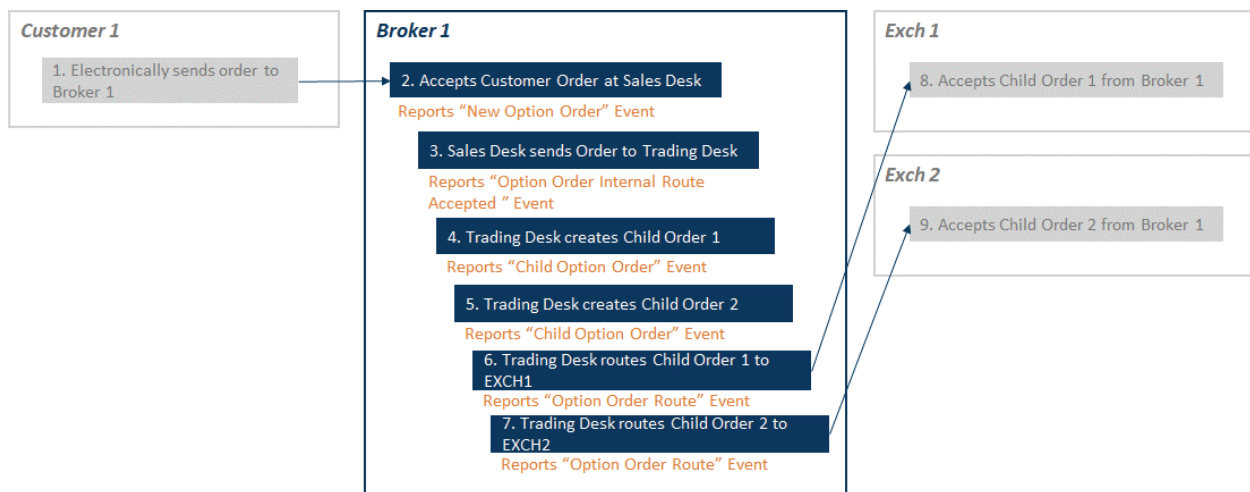 Customer 1
1. Electronically sends order to
Broker 1
Broker 1
2. Accepts Customer Order at Sales Desk
Reports “New Option Order” Event
3. Sales Desk sends Order to Trading Desk
Reports “Option Order Internal Route
Accepted ” Event
4. Trading Desk creates Child Order 1
Reports “Child Option Order” Event
5. Trading Desk creates Child Order 2
Reports “Child Option Order” Event
6. Trading Desk routes Child Order 1 to
EXCH1
Reports “Option Order Route” Event
7. Trading Desk routes Child Order 2 to
EXCH2
Reports “Option Order Route” Event
Exch 1
8. Accepts Child Order 1 from Broker 1
Exch 2
9. Accepts Child Order 2 from Broker 1